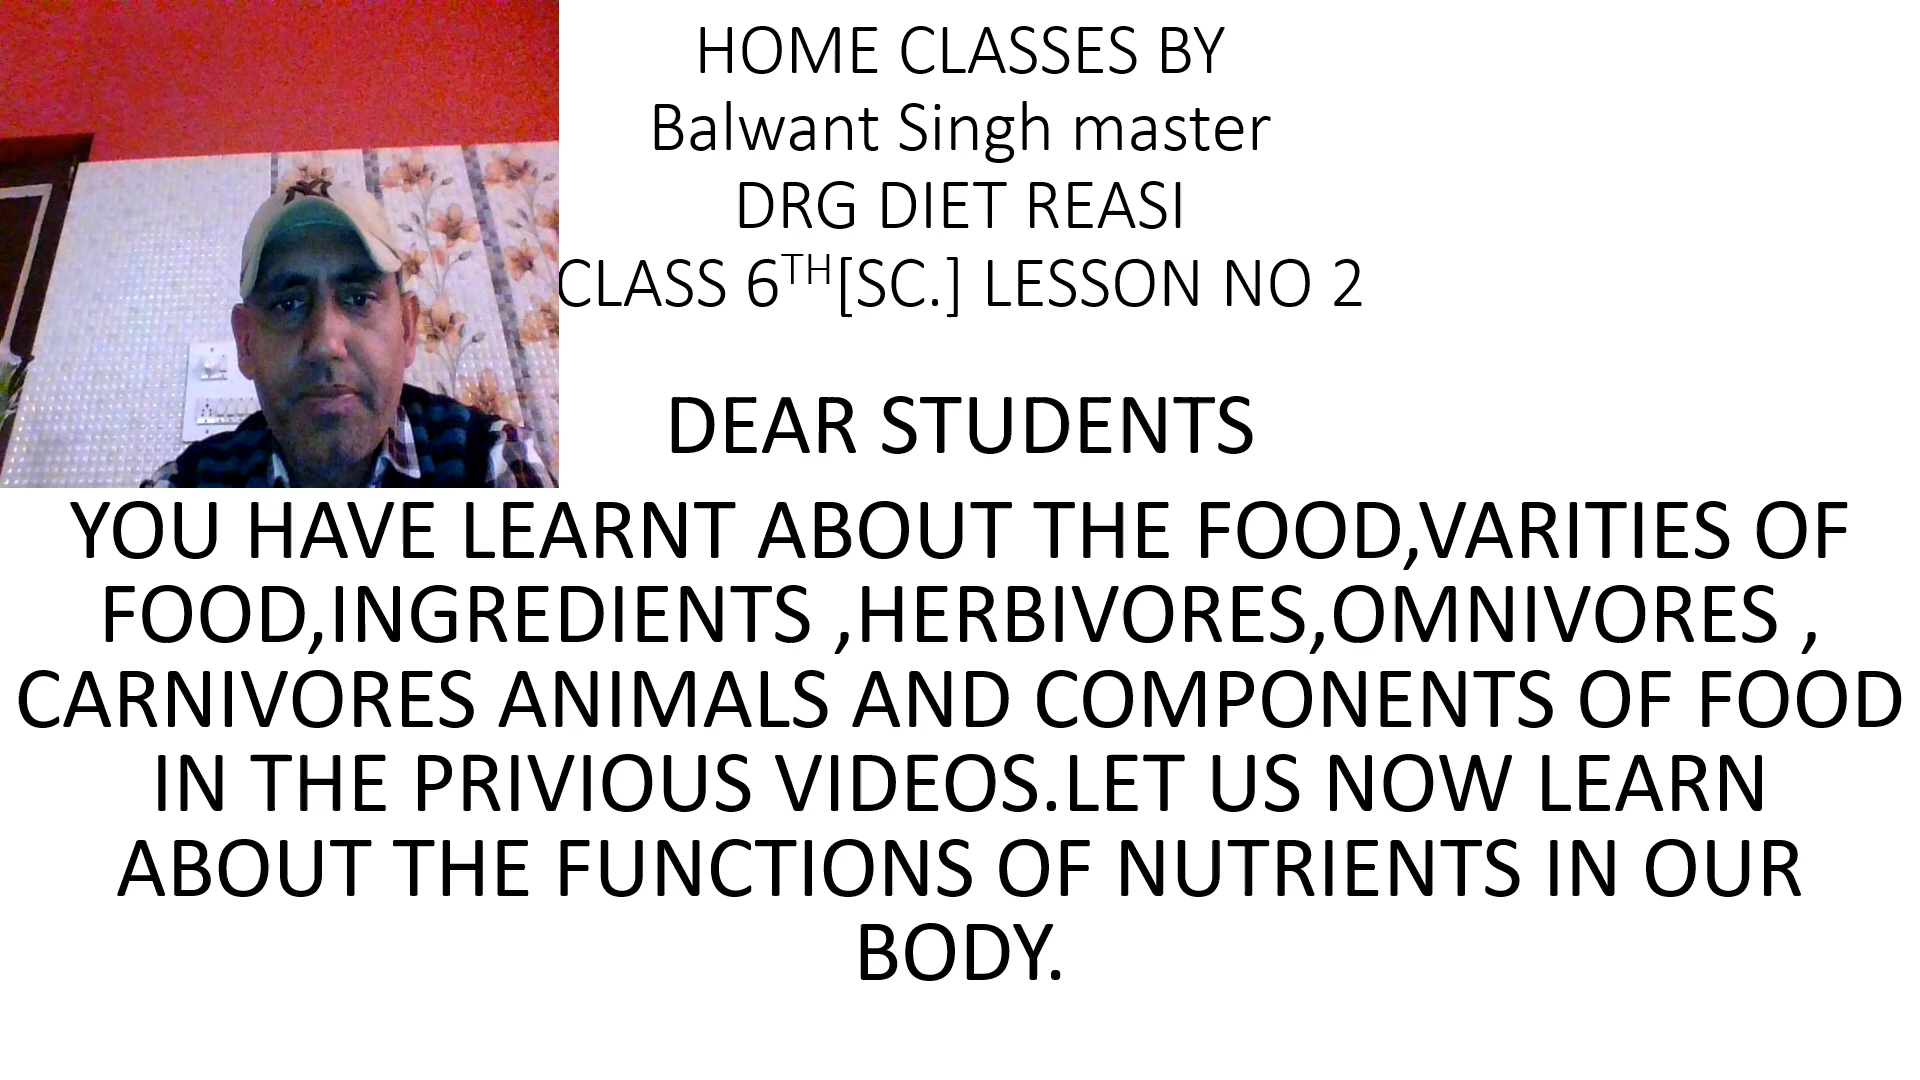 HOME CLASSES BY
Balwant Singh master
DRG DIET REASI
CLASS 6TH[SC.] LESSON NO 2
DEAR STUDENTS
YOU HAVE LEARNT ABOUT THE FOOD,VARITIES OF
FOOD,INGREDIENTS ,HERBIVORES,OMNIVORES ,
CARNIVORES ANIMALS AND COMPONENTS OF FOOD
IN THE PRIVIOUS VIDEOS.LET US NOW LEARN
ABOUT THE FUNCTIONS OF NUTRIENTS IN OUR
BODY.